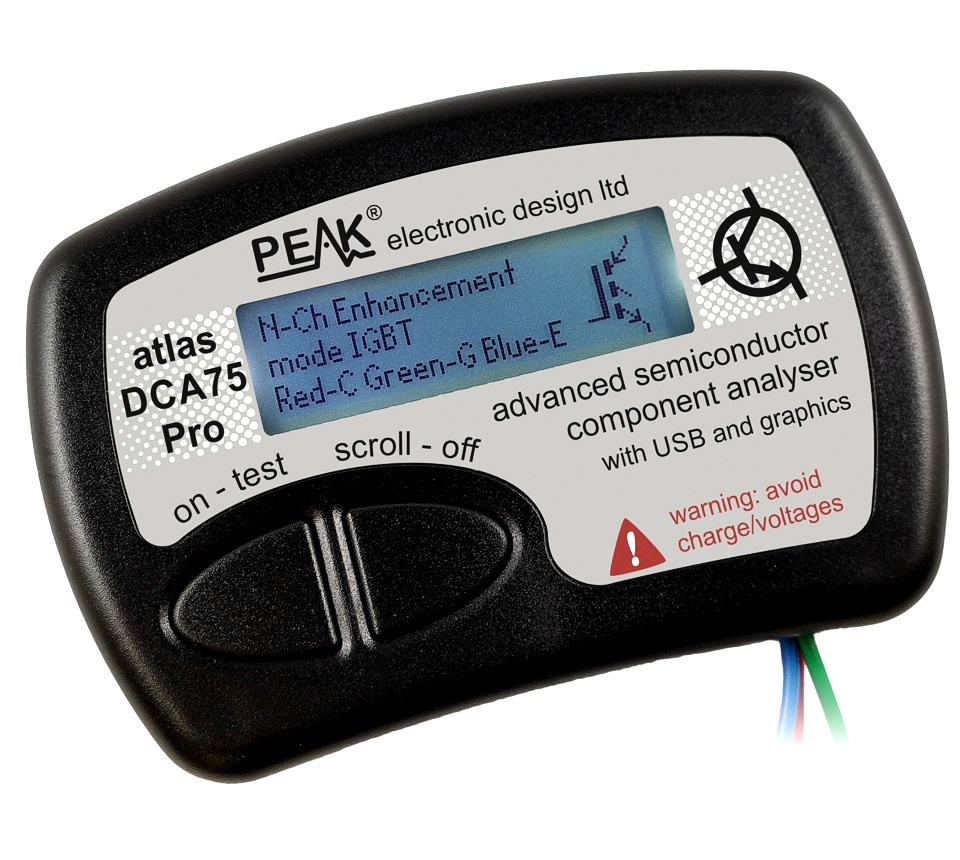 PEAK® electronic design ltd
N-Ch Enhancement
mode IGBT
Red-C Green-G Blue-E
atlas
DCA75
Pro
advanced semiconductor
component analyser
with USB and graphics
on - test
scroll - off
warning: avoid
charge/voltages